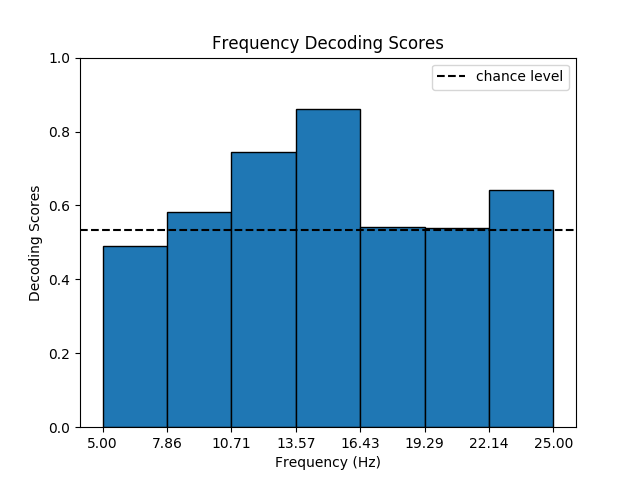 Frequency Decoding Scores
chance level
Decoding Scores
1.0
0.8
0.6
0.4
0.2
0.0
5.00 7.86 10.71 13.57 16.43 19.29 22.14 25.00
Frequency (Hz)